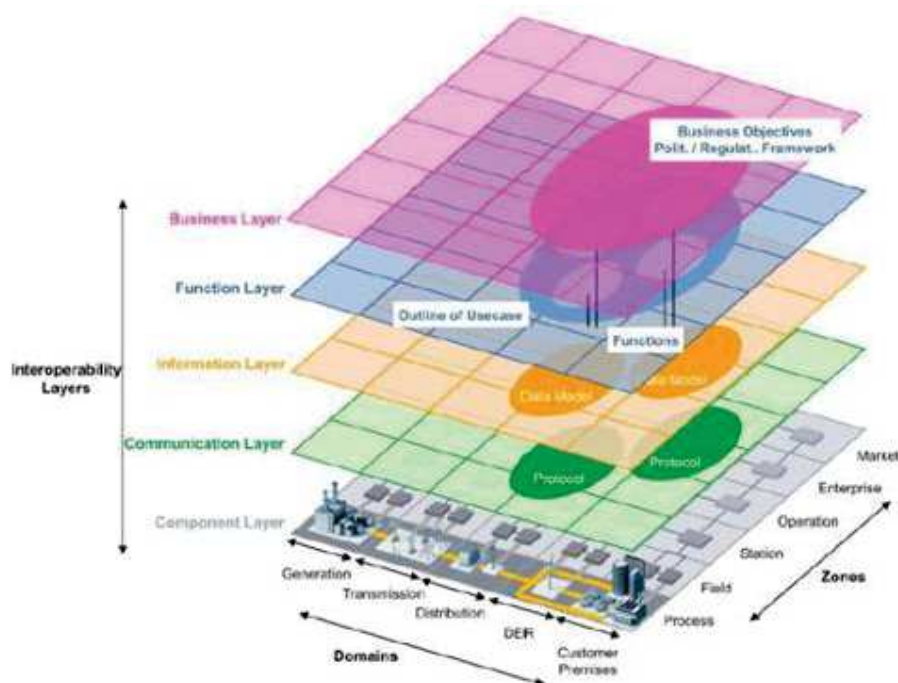 Business Objectives
Polit. / Regulat.. Framework
Business Layer
Function Layer
Outline of Usecase
Functions
Interoperability
Layers
Information Layer
Data Model
Model
Communication Layer
Protocol
Protocol
Component Layer
Market
Enterprise
Operation
Station
Field
Process
Zones
Generation
Transmission
Distribution
DER
Customer
Premises
Domains